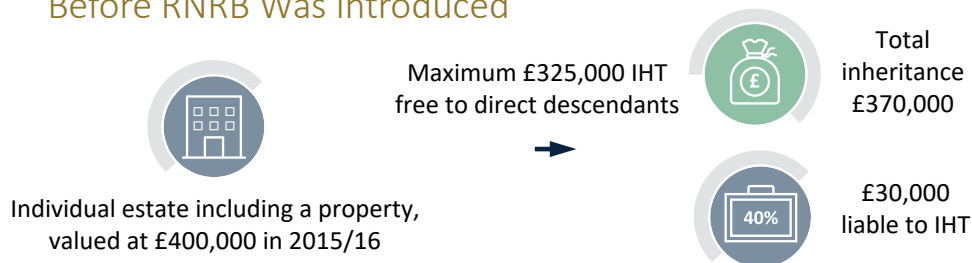 Before RNRB Was Introduced
Maximum £325,000 IHT
free to direct descendants
£
Total
inheritance
£370,000
Individual estate including a property,
valued at £400,000 in 2015/16
40%
£30,000
liable to IHT